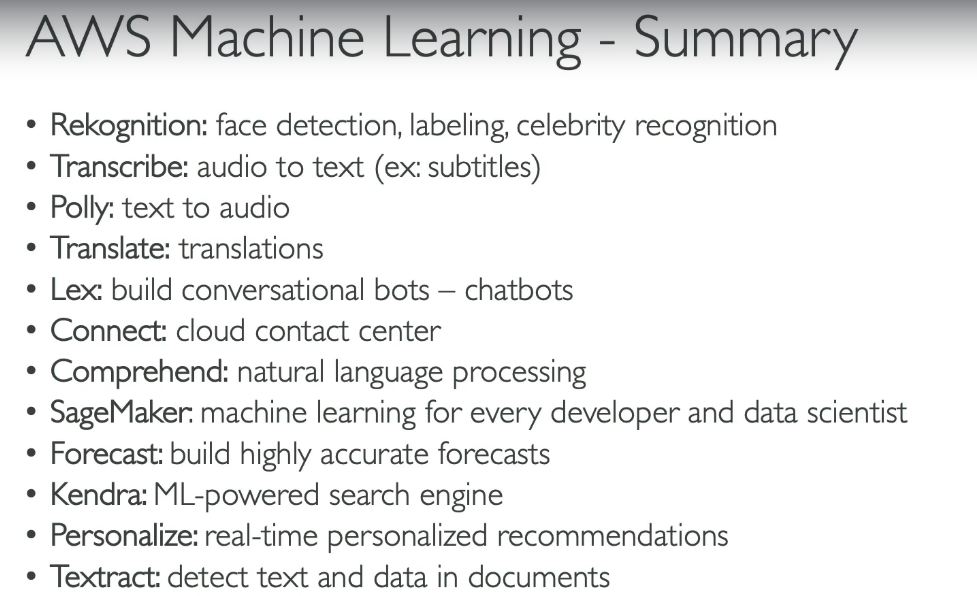 AWS Machine Learning - Summary
• Rekognition: face detection, labeling, celebrity recognition
• Transcribe: audio to text (ex: subtitles)
• Polly: text to audio
• Translate: translations
• Lex: build conversational bots – chatbots
• Connect: cloud contact center
• Comprehend: natural language processing
• SageMaker: machine learning for every developer and data scientist
• Forecast: build highly accurate forecasts
• Kendra: ML-powered search engine
• Personalize: real-time personalized recommendations
• Textract: detect text and data in documents